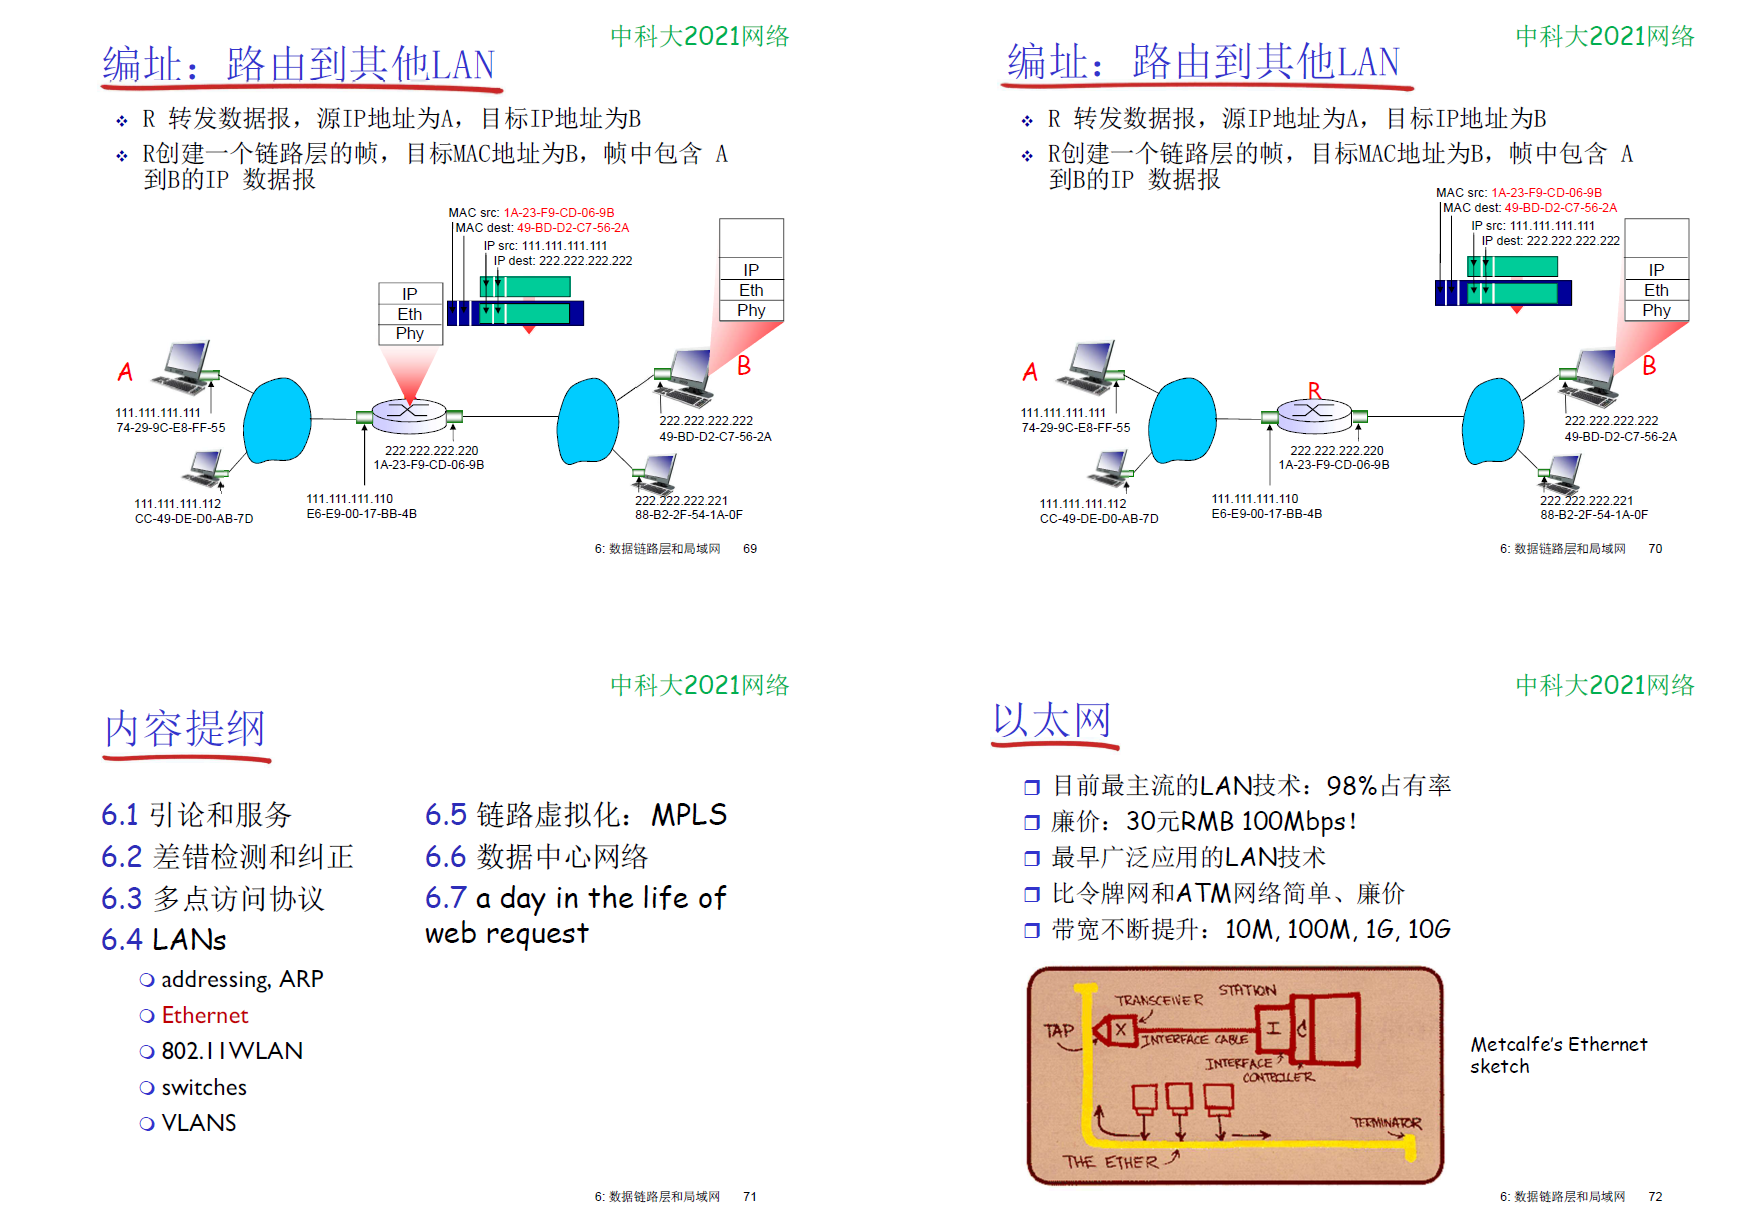 中科大2021网络
编址：路由到其他LAN
R 转发数据报，源IP地址为A，目标IP地址为B
R创建一个链路层的帧，目标MAC地址为B，帧中包含 A
到B的IP 数据报
MAC src: 1A-23-F9-CD-06-9B
MAC dest: 49-BD-D2-C7-56-2A
IP src: 111.111.111.111
IP dest: 222.222.222.222
IP
Eth
Phy
IP
Eth
Phy
A
B
111.111.111.111
74-29-9C-E8-FF-55
222.222.222.222
49-BD-D2-C7-56-2A
222.222.222.220
1A-23-F9-CD-06-9B
111.111.111.112
CC-49-DE-D0-AB-7D
111.111.111.110
E6-E9-00-17-BB-4B
222.222.222.221
88-B2-2F-54-1A-0F
6: 数据链路层和局域网 69
中科大2021网络
编址：路由到其他LAN
R 转发数据报，源IP地址为A，目标IP地址为B
R创建一个链路层的帧，目标MAC地址为B，帧中包含 A
到B的IP 数据报
MAC src: 1A-23-F9-CD-06-9B
MAC dest: 49-BD-D2-C7-56-2A
IP src: 111.111.111.111
IP dest: 222.222.222.222
IP
Eth
Phy
A
R
B
111.111.111.111
74-29-9C-E8-FF-55
222.222.222.222
49-BD-D2-C7-56-2A
222.222.222.220
1A-23-F9-CD-06-9B
111.111.111.112
CC-49-DE-D0-AB-7D
111.111.111.110
E6-E9-00-17-BB-4B
222.222.222.221
88-B2-2F-54-1A-0F
6: 数据链路层和局域网 70
中科大2021网络
内容提纲
6.1 引论和服务
6.2 差错检测和纠正
6.3 多点访问协议
6.4 LANs
addressing, ARP
Ethernet
802.11WLAN
switches
VLANS
6.5 链路虚拟化：MPLS
6.6 数据中心网络
6.7 a day in the life of
web request
6: 数据链路层和局域网 71
中科大2021网络
以太网
目前最主流的LAN技术：98%占有率
廉价：30元RMB 100Mbps！
最早广泛应用的LAN技术
比令牌网和ATM网络简单、廉价
带宽不断提升：10M, 100M, 1G, 10G
STATION
TRANSCEIVER
TAP
X
I
C
INTERFACE CABLE
INTERFACE
CONTROLLER
TERMINATOR
THE ETHER
Metcalfe's Ethernet
sketch
6: 数据链路层和局域网 72